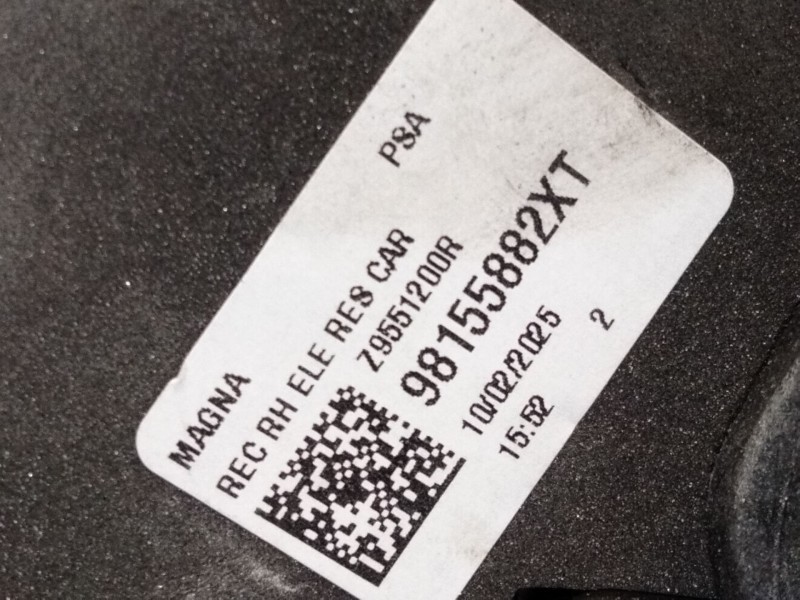 MAGNA PSA
REC RH ELE RES CAR
Z9551200R
98155882XT
10/02/2025 2
15:52